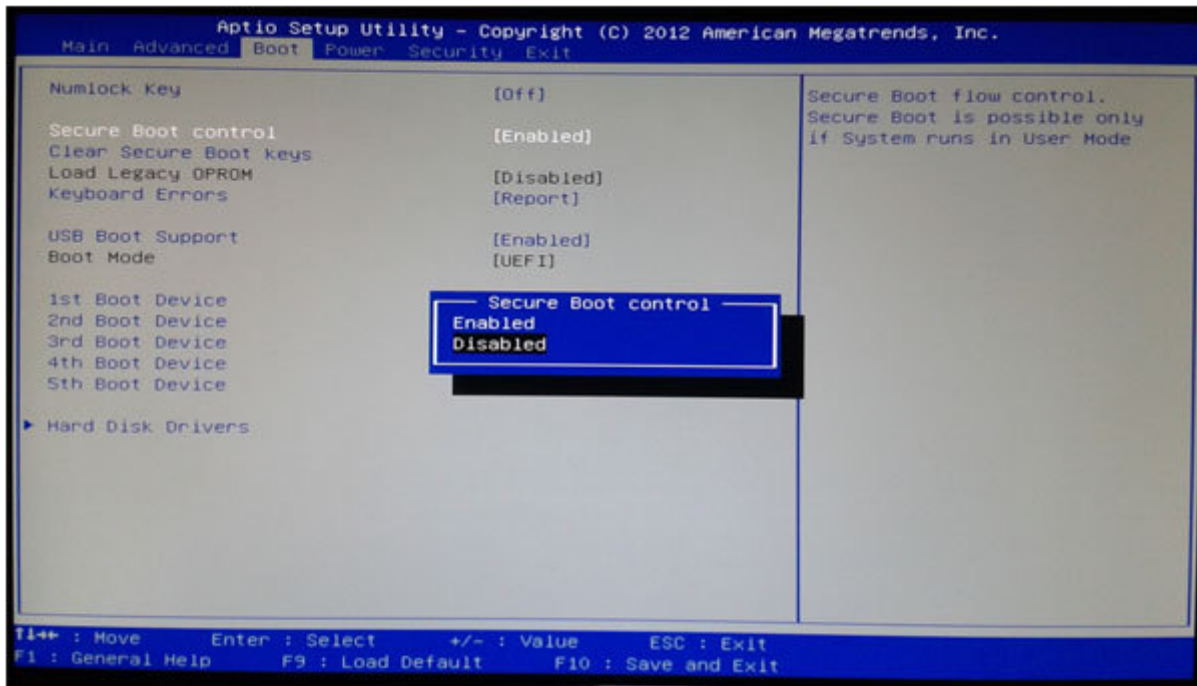 Aptio Setup Utility - Copyright (C) 2012 American Megatrends, Inc.
Main Advanced Boot Power Security Exit
Numlock Key [Off]
Secure Boot control [Enabled]
Clear Secure Boot keys
Load Legacy OPROM [Disabled]
Keyboard Errors [Report]
USB Boot Support [Enabled]
Boot Mode [UEFI]
1st Boot Device
2nd Boot Device
3rd Boot Device
4th Boot Device
5th Boot Device
Hard Disk Drivers
Secure Boot control
Enabled
Disabled
Secure Boot flow control.
Secure Boot is possible only
if System runs in User Mode
↑↓→← : Move Enter : Select +/- : Value ESC : Exit
F1 : General Help F9 : Load Default F10 : Save and Exit